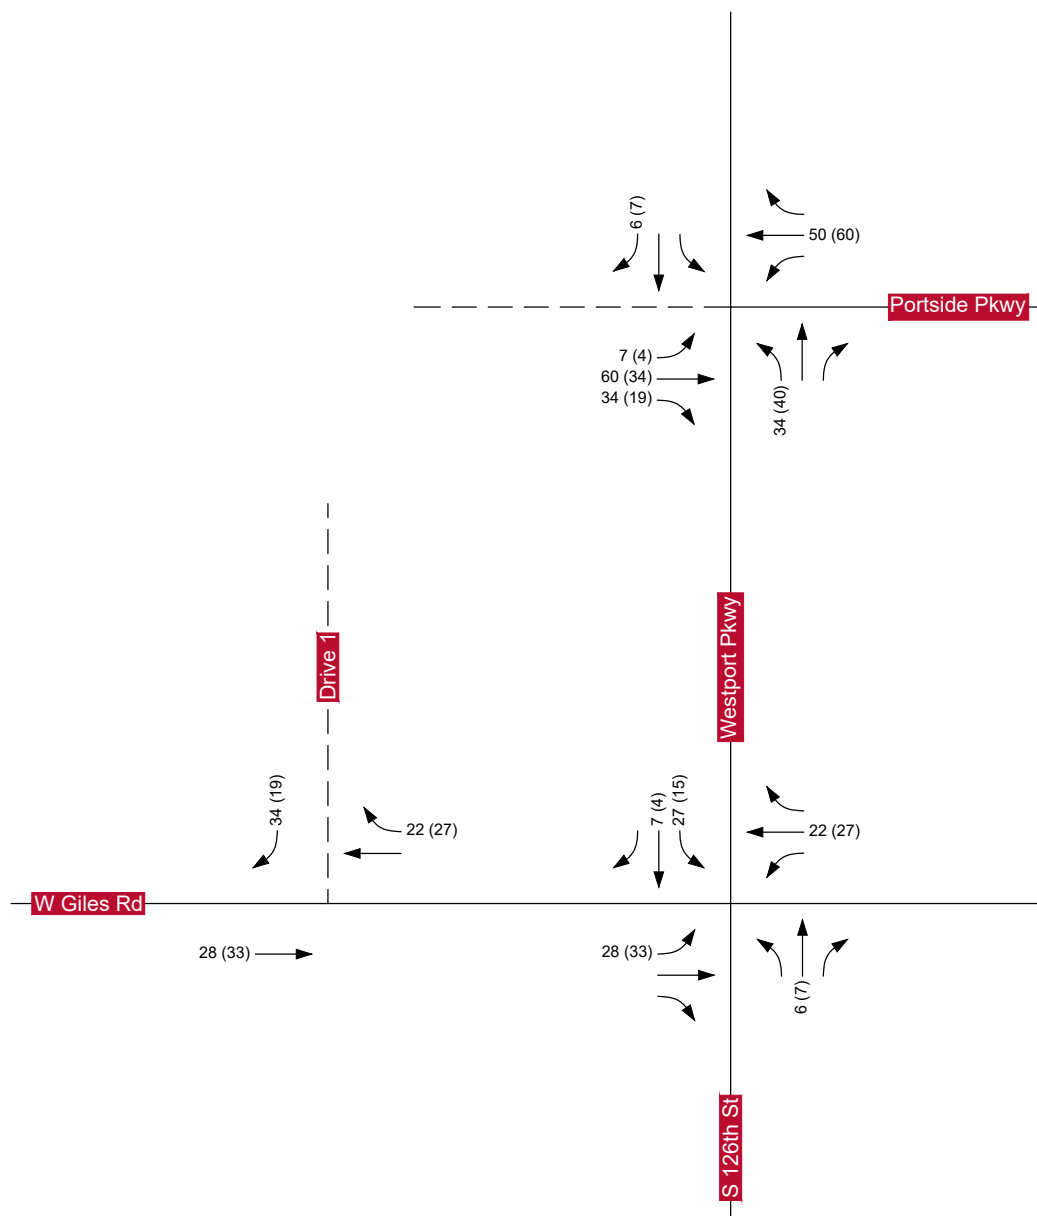 6 (7)
50 (60)
Portside Pkwy
7 (4)
60 (34)
34 (19)
34 (40)
Drive 1
Westport Pkwy
34 (19)
22 (27)
7 (4)
27 (15)
22 (27)
W Giles Rd
28 (33)
28 (33)
6 (7)
S 126th St